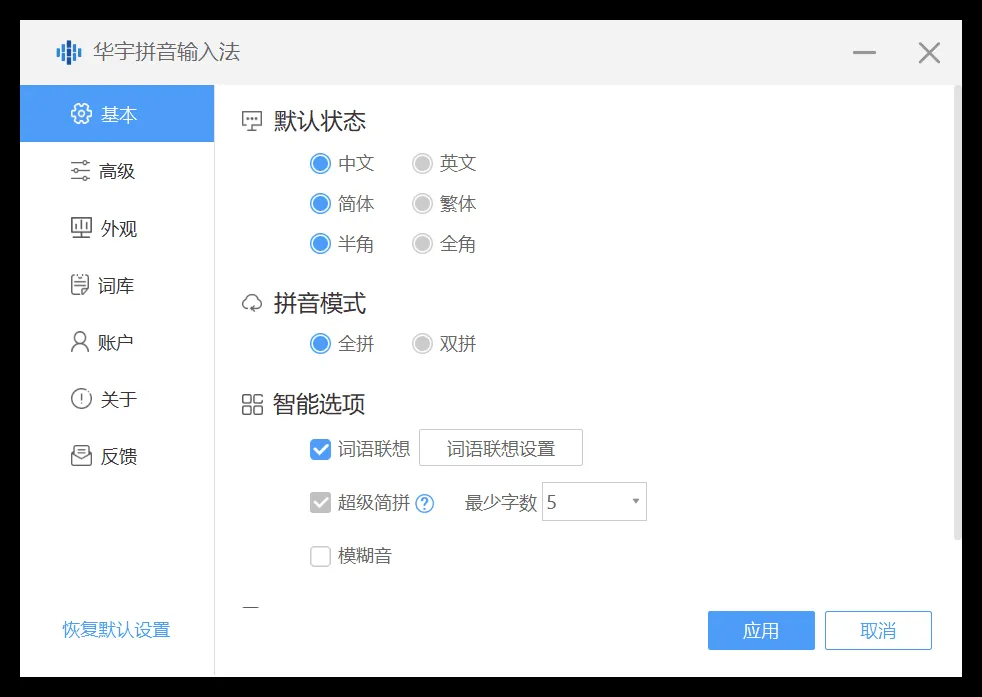 华宇拼音输入法
基本
高级
外观
词库
账户
关于
反馈
恢复默认设置
默认状态
中文 英文
简体 繁体
半角 全角
拼音模式
全拼 双拼
智能选项
词语联想 词语联想设置
超级简拼 ? 最少字数 5
模糊音
应用 取消